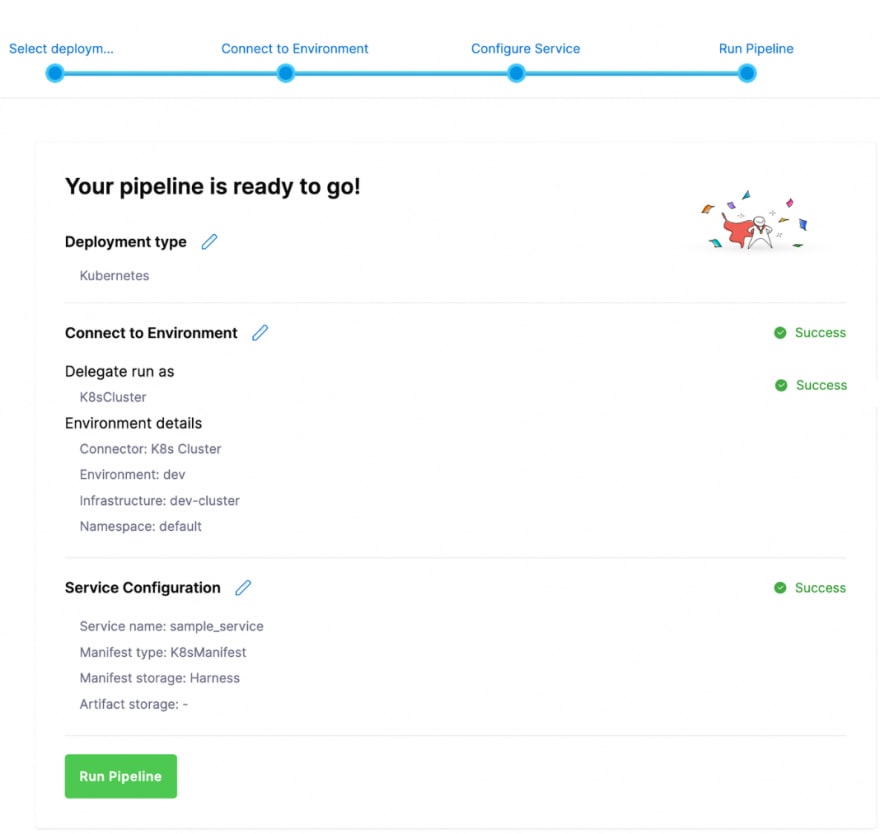 Select deploym...
Connect to Environment
Configure Service
Run Pipeline
Your pipeline is ready to go!
Deployment type
Kubernetes
Connect to Environment
Success
Delegate run as
Success
K8sCluster
Environment details
Connector: K8s Cluster
Environment: dev
Infrastructure: dev-cluster
Namespace: default
Service Configuration
Success
Service name: sample_service
Manifest type: K8sManifest
Manifest storage: Harness
Artifact storage: -
Run Pipeline